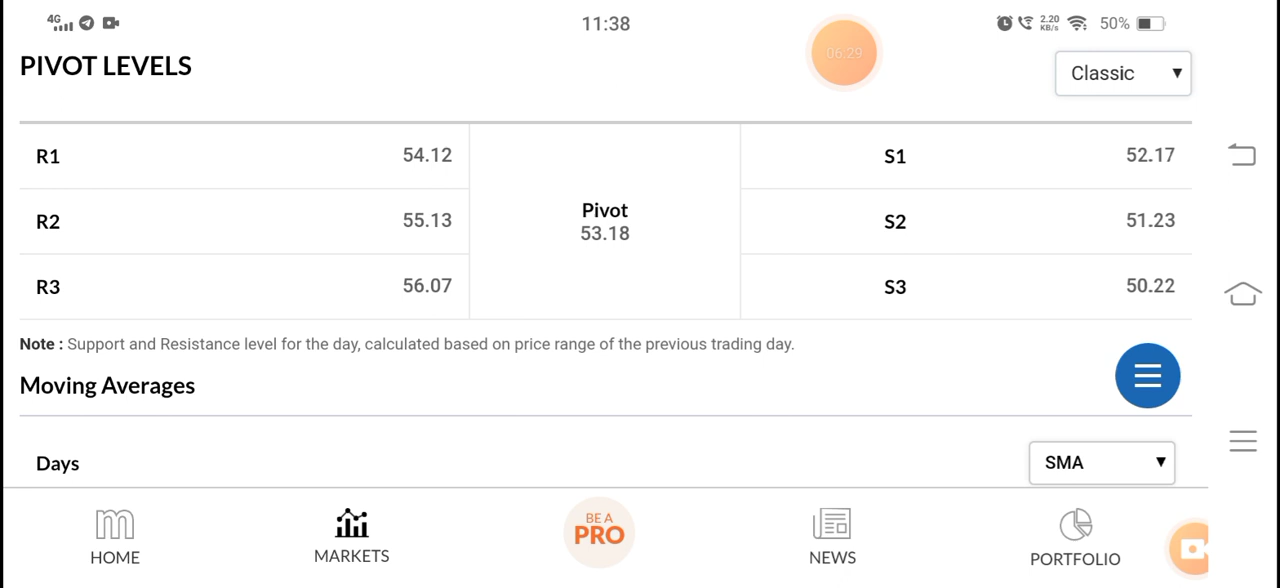 4G 11:38 06:29 2.20 KB/s 50%
PIVOT LEVELS
Classic
R1 54.12 S1 52.17
Pivot
R2 55.13 53.18 S2 51.23
R3 56.07 S3 50.22
Note : Support and Resistance level for the day, calculated based on price range of the previous trading day.
Moving Averages
Days SMA
BE A
PRO
HOME MARKETS NEWS PORTFOLIO